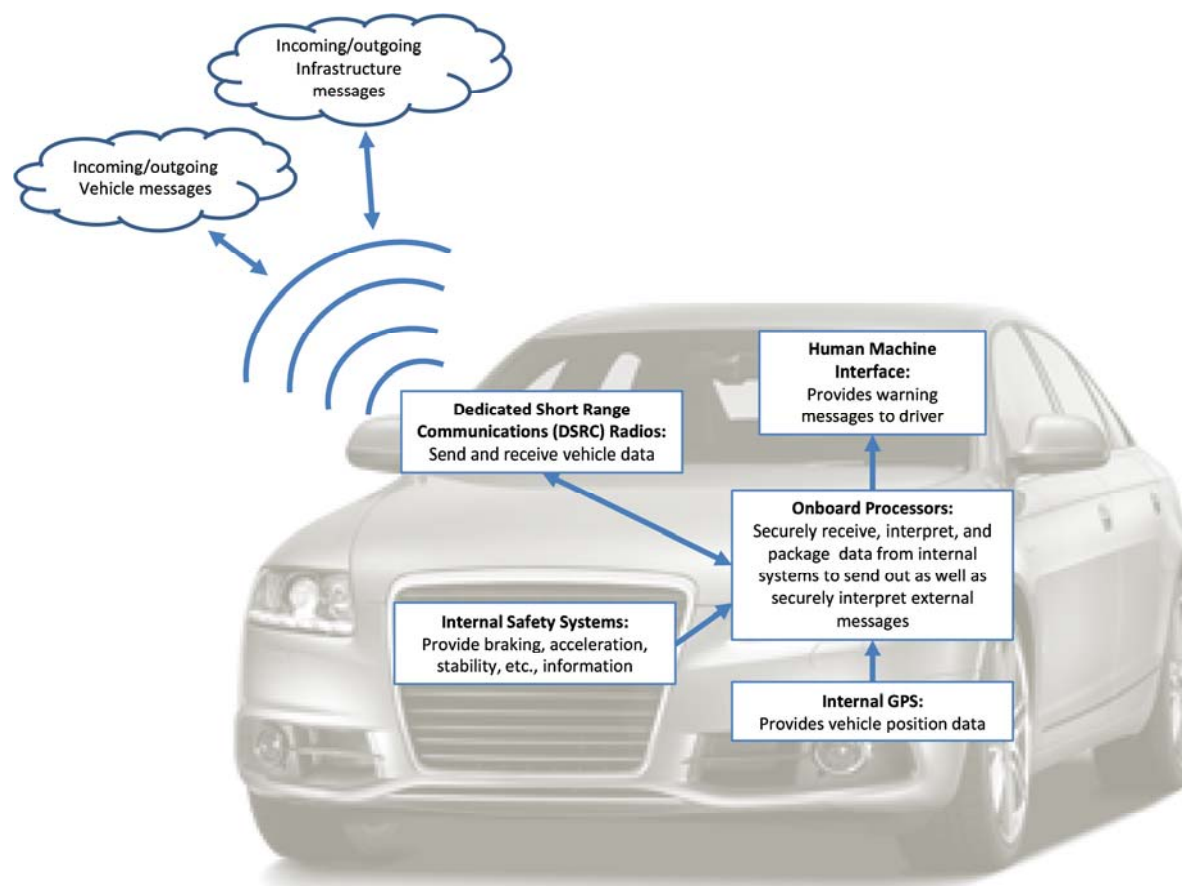 Incoming/outgoing
Infrastructure
messages
Incoming/outgoing
Vehicle messages
Human Machine
Interface:
Provides warning
messages to driver
Dedicated Short Range
Communications (DSRC) Radios:
Send and receive vehicle data
Onboard Processors:
Securely receive, interpret, and
package data from internal
systems to send out as well as
securely interpret external
messages
Internal Safety Systems:
Provide braking, acceleration,
stability, etc., information
Internal GPS:
Provides vehicle position data